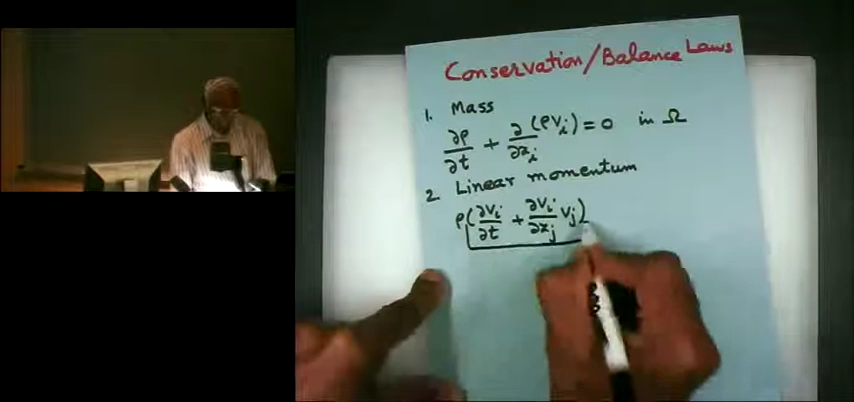 Conservation/Balance Laws
1. Mass
∂ρ/∂t + ∂/∂x_i (ρv_i) = 0 in Ω
2 Linear momentum
ρ(∂v_i/∂t + ∂v_i/∂x_j v_j)